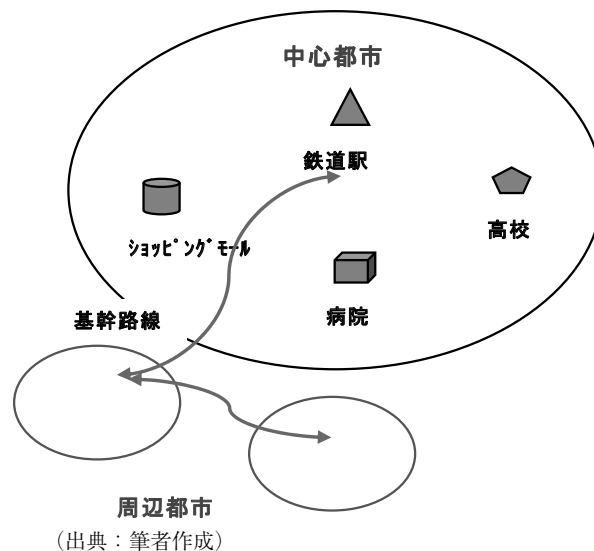 中心都市
鉄道駅
高校
ｼｮｯﾋﾟﾝｸﾞﾓｰﾙ
病院
基幹路線
周辺都市
（出典：筆者作成）